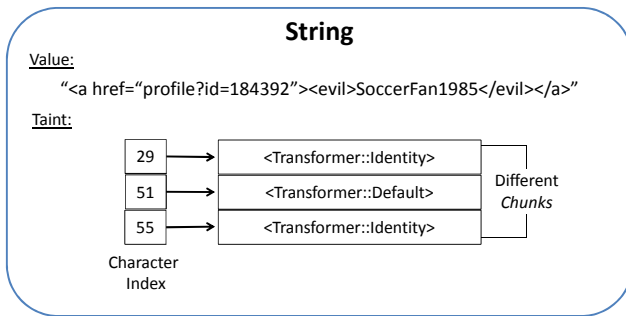 String
Value:
“<a href=“profile?id=184392”><evil>SoccerFan1985</evil></a>”
Taint:
29 <Transformer::Identity>
51 <Transformer::Default>
55 <Transformer::Identity>
Different
Chunks
Character
Index